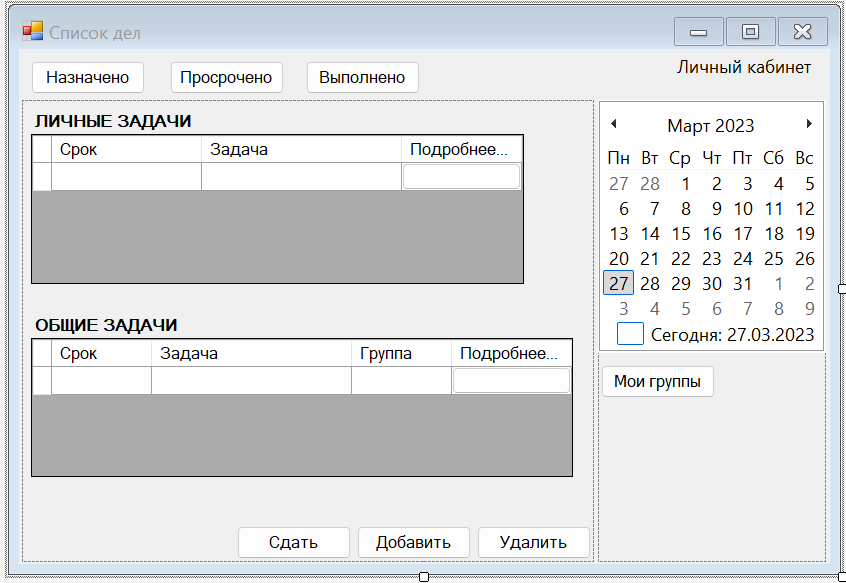 Список дел
Назначено Просрочено Выполнено
Личный кабинет
ЛИЧНЫЕ ЗАДАЧИ
Срок Задача Подробнее...
ОБЩИЕ ЗАДАЧИ
Срок Задача Группа Подробнее...
Сдать Добавить Удалить
Март 2023
Пн Вт Ср Чт Пт Сб Вс
27 28 1 2 3 4 5
6 7 8 9 10 11 12
13 14 15 16 17 18 19
20 21 22 23 24 25 26
27 28 29 30 31 1 2
3 4 5 6 7 8 9
Сегодня: 27.03.2023
Мои группы